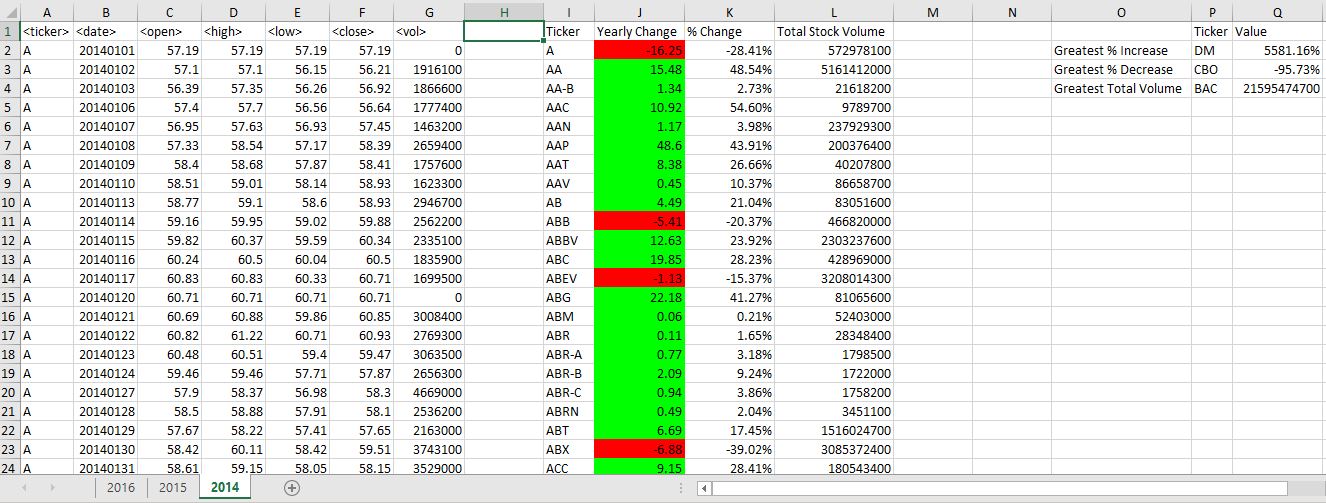 A B C D E F G H I J K L M N O P Q
1 <ticker> <date> <open> <high> <low> <close> <vol> Ticker Yearly Change % Change Total Stock Volume Ticker Value
2 A 20140101 57.19 57.19 57.19 57.19 0 A -16.25 -28.41% 572978100 Greatest % Increase DM 5581.16%
3 A 20140102 57.1 57.1 56.15 56.21 1916100 AA 15.48 48.54% 5161412000 Greatest % Decrease CBO -95.73%
4 A 20140103 56.39 57.35 56.26 56.92 1866600 AA-B 1.34 2.73% 21618200 Greatest Total Volume BAC 21595474700
5 A 20140106 57.4 57.7 56.56 56.64 1777400 AAC 10.92 54.60% 9789700
6 A 20140107 56.95 57.63 56.93 57.45 1463200 AAN 1.17 3.98% 237929300
7 A 20140108 57.33 58.54 57.17 58.39 2659400 AAP 48.6 43.91% 200376400
8 A 20140109 58.4 58.68 57.87 58.41 1757600 AAT 8.38 26.66% 40207800
9 A 20140110 58.51 59.01 58.14 58.93 1623300 AAV 0.45 10.37% 86658700
10 A 20140113 58.77 59.1 58.6 58.93 2946700 AB 4.49 21.04% 83051600
11 A 20140114 59.16 59.95 59.02 59.88 2562200 ABB -5.41 -20.37% 466820000
12 A 20140115 59.82 60.37 59.59 60.34 2335100 ABBV 12.63 23.92% 2303237600
13 A 20140116 60.24 60.5 60.04 60.5 1835900 ABC 19.85 28.23% 428969000
14 A 20140117 60.83 60.83 60.33 60.71 1699500 ABEV -1.13 -15.37% 3208014300
15 A 20140120 60.71 60.71 60.71 60.71 0 ABG 22.18 41.27% 81065600
16 A 20140121 60.69 60.88 59.86 60.85 3008400 ABM 0.06 0.21% 52403000
17 A 20140122 60.82 61.22 60.71 60.93 2769300 ABR 0.11 1.65% 28348400
18 A 20140123 60.48 60.51 59.4 59.47 3063500 ABR-A 0.77 3.18% 1798500
19 A 20140124 59.46 59.46 57.71 57.87 2656300 ABR-B 2.09 9.24% 1722000
20 A 20140127 57.9 58.37 56.98 58.3 4669000 ABR-C 0.94 3.86% 1758200
21 A 20140128 58.5 58.88 57.91 58.1 2536200 ABRN 0.49 2.04% 3451100
22 A 20140129 57.67 58.22 57.41 57.65 2163000 ABT 6.69 17.45% 1516024700
23 A 20140130 58.42 60.11 58.42 59.51 3743100 ABX -6.88 -39.02% 3085372400
24 A 20140131 58.61 59.15 58.05 58.15 3529000 ACC 9.15 28.41% 180543400
2016 2015 2014